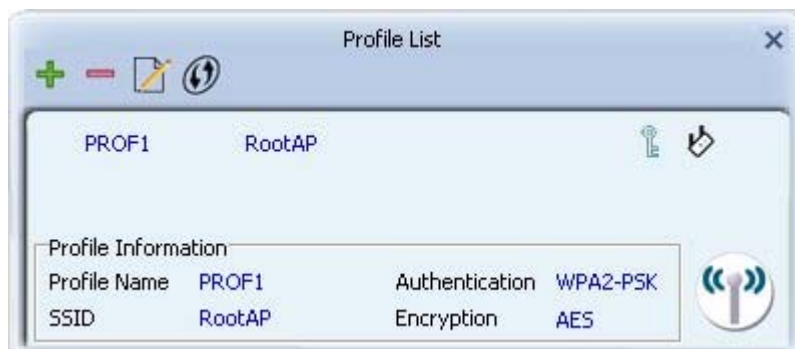 Profile List
PROF1 RootAP
Profile Information
Profile Name PROF1 Authentication WPA2-PSK
SSID RootAP Encryption AES